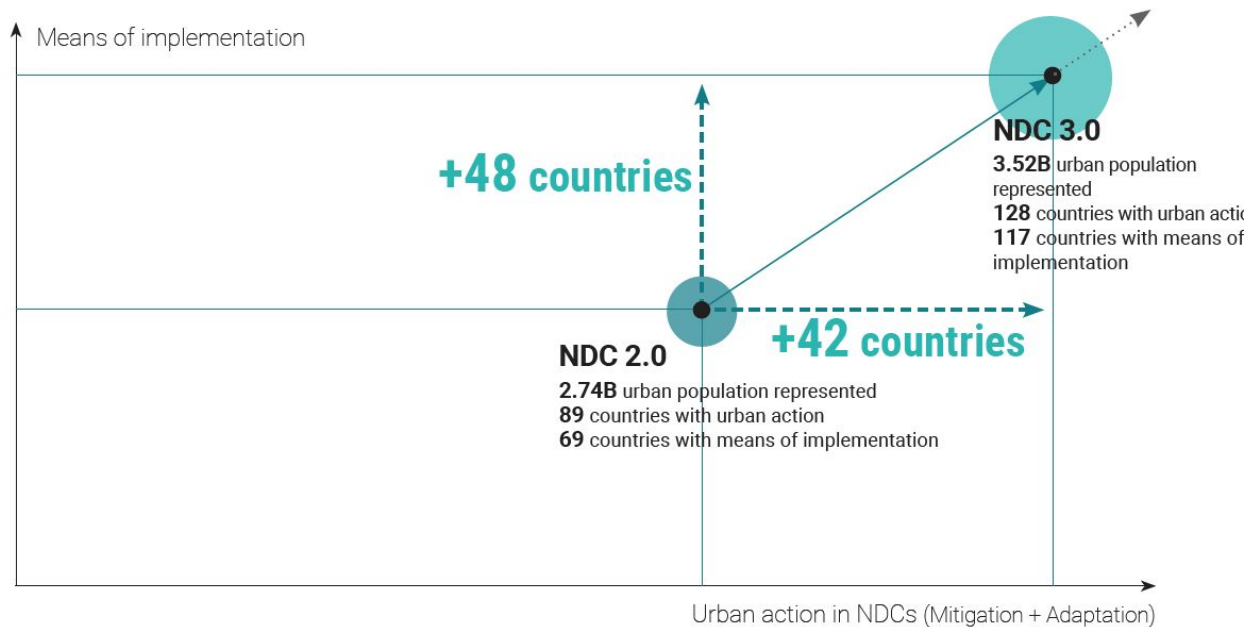 Means of implementation
+48 countries
NDC 3.0
3.52B urban population
represented
128 countries with urban actio
117 countries with means of
implementation
+42 countries
NDC 2.0
2.74B urban population represented
89 countries with urban action
69 countries with means of implementation
Urban action in NDCs (Mitigation + Adaptation)